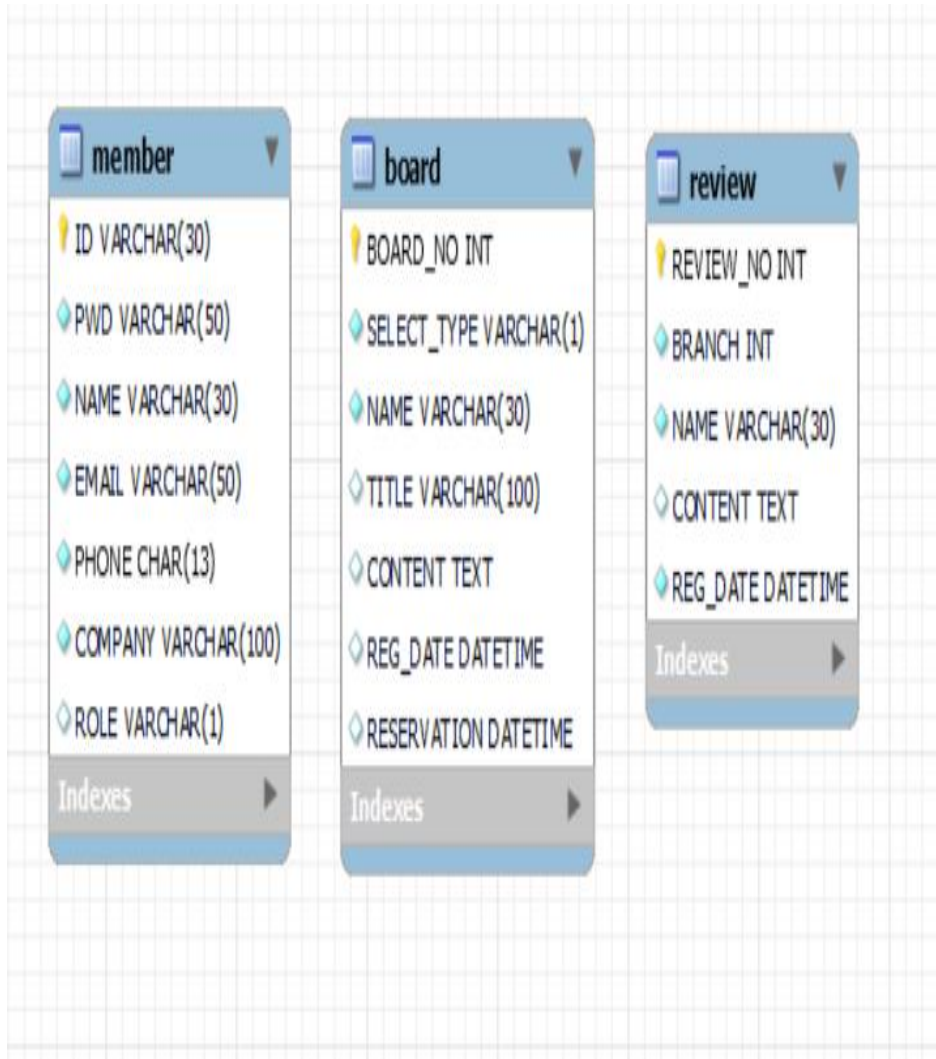 member
ID VARCHAR(30)
PWD VARCHAR(50)
NAME VARCHAR(30)
EMAIL VARCHAR(50)
PHONE CHAR(13)
COMPANY VARCHAR(100)
ROLE VARCHAR(1)
Indexes
board
BOARD_NO INT
SELECT_TYPE VARCHAR(1)
NAME VARCHAR(30)
TITLE VARCHAR(100)
CONTENT TEXT
REG_DATE DATETIME
RESERVATION DATETIME
Indexes
review
REVIEW_NO INT
BRANCH INT
NAME VARCHAR(30)
CONTENT TEXT
REG_DATE DATETIME
Indexes